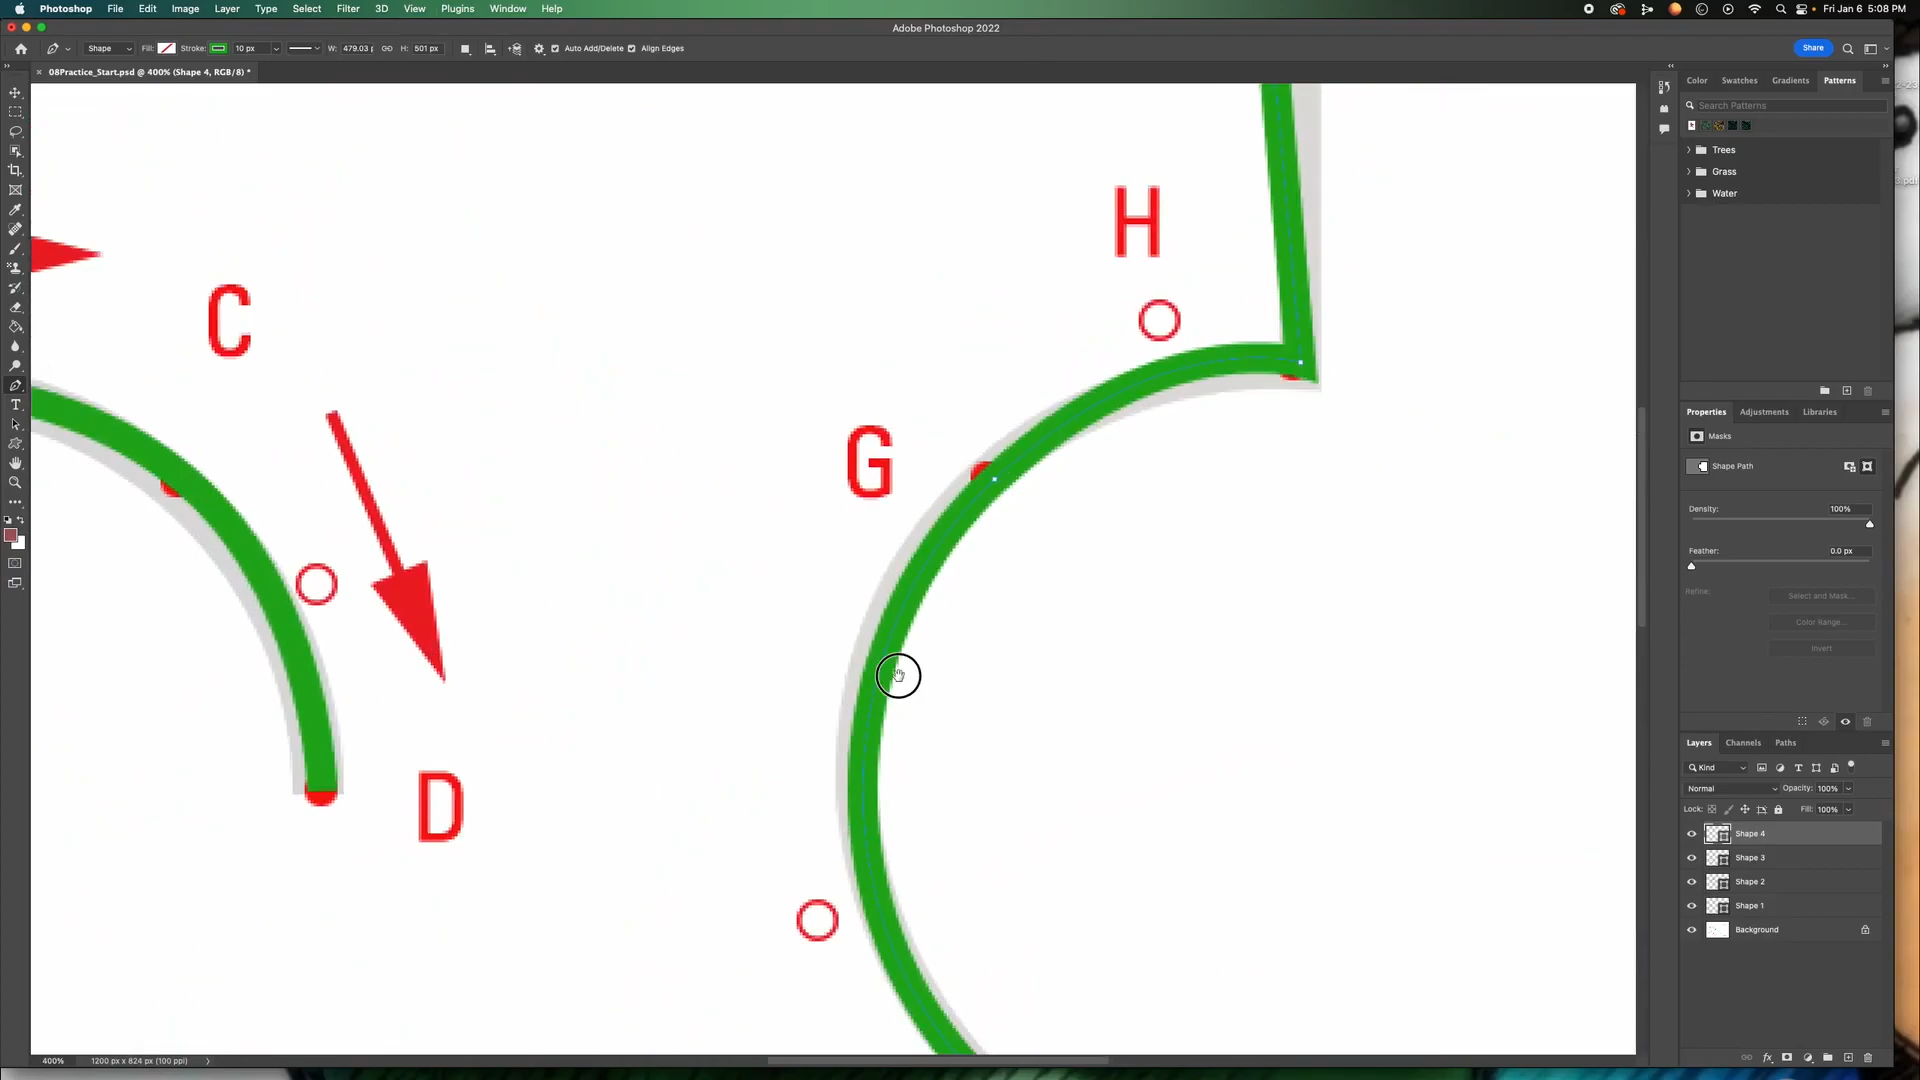 Photoshop File Edit Image Layer Type Select Filter 3D View Plugins Window Help Fri Jan 6 5:08 PM
Adobe Photoshop 2022
Shape Fill: Stroke: 10 px W: 479.03 H: 501 px Auto Add/Delete Align Edges Share
08Practice_Start.psd @ 400% (Shape 4, RGB/8) *
Color Swatches Gradients Patterns
Search Patterns
Trees
Grass
Water
H
C
G
D
Properties Adjustments Libraries
Masks
Shape Path
Density: 100%
Feather: 0.0 px
Refine: Select and Mask...
Color Range...
Invert
Layers Channels Paths
Kind
Normal Opacity: 100%
Lock: Fill: 100%
Shape 4
Shape 3
Shape 2
Shape 1
Background
400% 1200 px x 824 px (100 ppi)